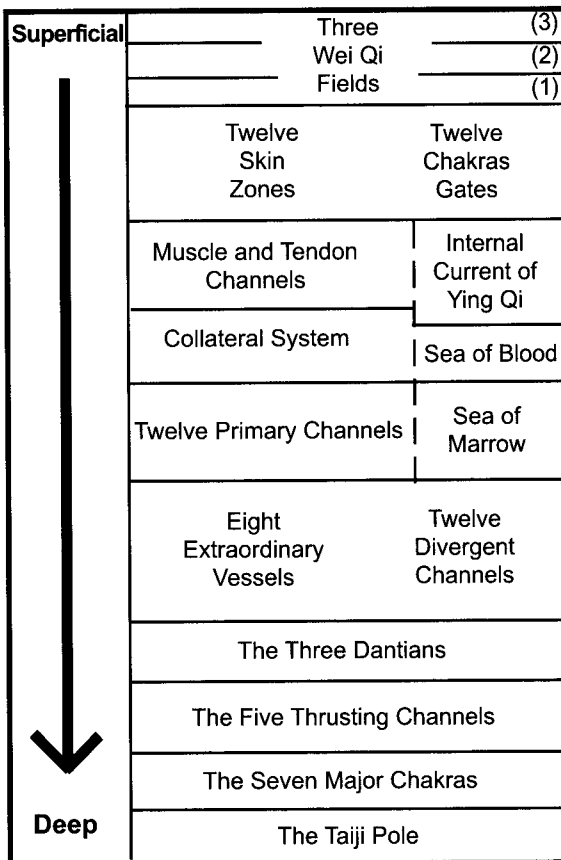 Superficial
Three (3)
Wei Qi (2)
Fields (1)
Twelve
Skin
Zones
Twelve
Chakras
Gates
Muscle and Tendon
Channels
Internal
Current of
Ying Qi
Collateral System
Sea of Blood
Twelve Primary Channels
Sea of
Marrow
Eight
Extraordinary
Vessels
Twelve
Divergent
Channels
The Three Dantians
The Five Thrusting Channels
The Seven Major Chakras
Deep
The Taiji Pole